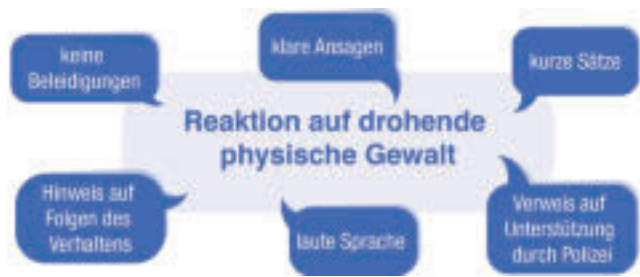 keine
Beleidigungen
klare Ansagen
kurze Sätze
Reaktion auf drohende
physische Gewalt
Hinweis auf
Folgen des
Verhaltens
laute Sprache
Verweis auf
Unterstützung
durch Polizei